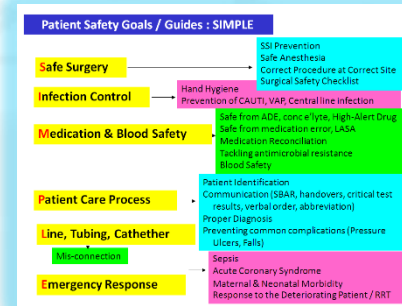 Patient Safety Goals / Guides : SIMPLE
Safe Surgery
SSI Prevention
Safe Anesthesia
Correct Procedure at Correct Site
Surgical Safety Checklist
Infection Control
Hand Hygiene
Prevention of CAUTI, VAP, Central line infection
Medication & Blood Safety
Safe from ADE, conc e'lyte, High-Alert Drug
Safe from medication error, LASA
Medication Reconciliation
Tackling antimicrobial resistance
Blood Safety
Patient Care Process
Patient Identification
Communication (SBAR, handovers, critical test
results, verbal order, abbreviation)
Proper Diagnosis
Preventing common complications (Pressure
Ulcers, Falls)
Line, Tubing, Cathether
Mis-connection
Emergency Response
Sepsis
Acute Coronary Syndrome
Maternal & Neonatal Morbidity
Response to the Deteriorating Patient / RRT